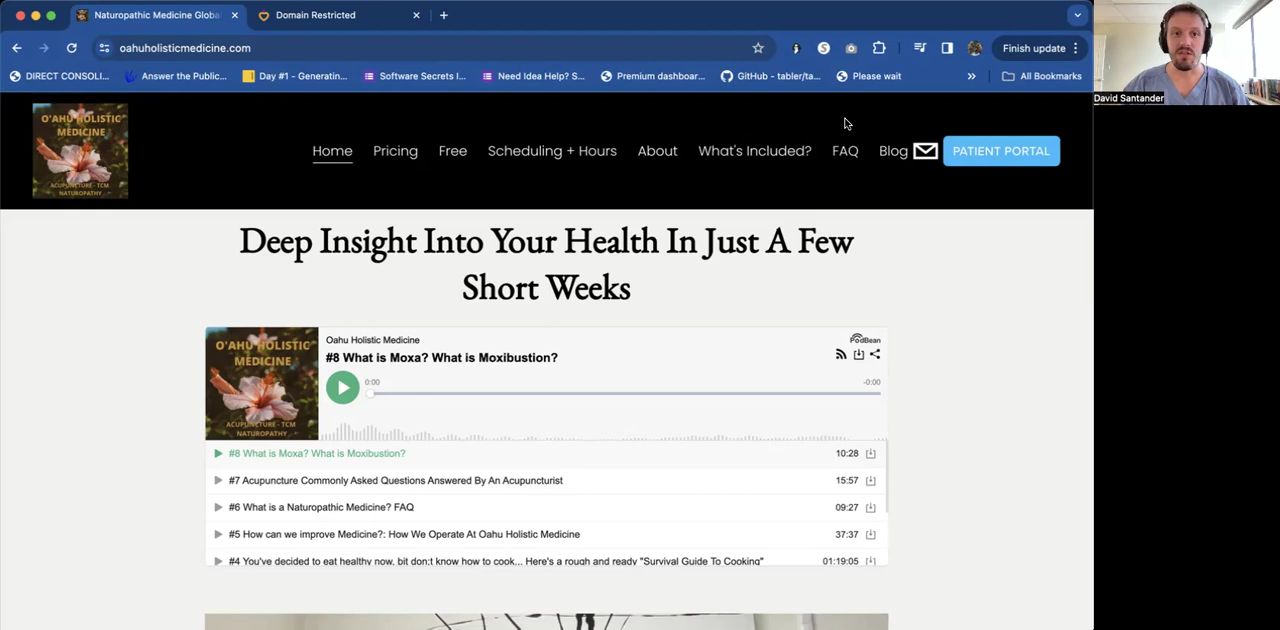 Naturopathic Medicine Globa
Domain Restricted
oahuholisticmedicine.com
Finish update
DIRECT CONSOLI...
Answer the Public...
Day #1 - Generatin...
Software Secrets I...
Need Idea Help? S...
Premium dashboar...
GitHub - tabler/ta...
Please wait
All Bookmarks
David Santander
O'AHU HOLISTIC
MEDICINE
ACUPUNCTURE - TCM
NATUROPATHY
Home
Pricing
Free
Scheduling + Hours
About
What's Included?
FAQ
Blog
PATIENT PORTAL
Deep Insight Into Your Health In Just A Few
Short Weeks
O'AHU HOLISTIC
MEDICINE
ACUPUNCTURE - TCM
NATUROPATHY
Oahu Holistic Medicine
PodBean
#8 What is Moxa? What is Moxibustion?
0:00
-0:00
#8 What is Moxa? What is Moxibustion? 10:28
#7 Acupuncture Commonly Asked Questions Answered By An Acupuncturist 15:57
#6 What is a Naturopathic Medicine? FAQ 09:27
#5 How can we improve Medicine?: How We Operate At Oahu Holistic Medicine 37:37
#4 You've decided to eat healthy now, bit don;t know how to cook... Here's a rough and ready "Survival Guide To Cooking" 01:19:05